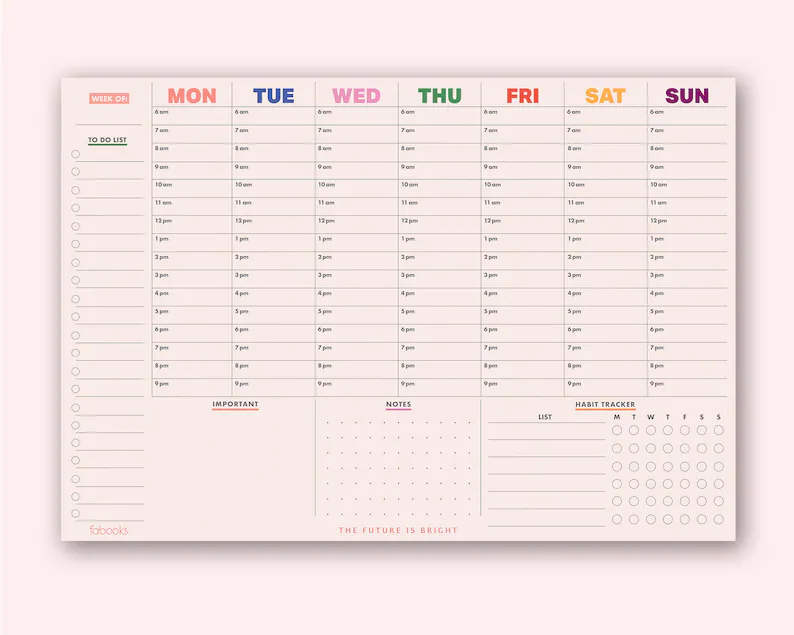 WEEK OF:
MON TUE WED THU FRI SAT SUN
TO DO LIST
6 am 6 am 6 am 6 am 6 am 6 am 6 am
7 am 7 am 7 am 7 am 7 am 7 am 7 am
8 am 8 am 8 am 8 am 8 am 8 am 8 am
9 am 9 am 9 am 9 am 9 am 9 am 9 am
10 am 10 am 10 am 10 am 10 am 10 am 10 am
11 am 11 am 11 am 11 am 11 am 11 am 11 am
12 pm 12 pm 12 pm 12 pm 12 pm 12 pm 12 pm
1 pm 1 pm 1 pm 1 pm 1 pm 1 pm 1 pm
2 pm 2 pm 2 pm 2 pm 2 pm 2 pm 2 pm
3 pm 3 pm 3 pm 3 pm 3 pm 3 pm 3 pm
4 pm 4 pm 4 pm 4 pm 4 pm 4 pm 4 pm
5 pm 5 pm 5 pm 5 pm 5 pm 5 pm 5 pm
6 pm 6 pm 6 pm 6 pm 6 pm 6 pm 6 pm
7 pm 7 pm 7 pm 7 pm 7 pm 7 pm 7 pm
8 pm 8 pm 8 pm 8 pm 8 pm 8 pm 8 pm
9 pm 9 pm 9 pm 9 pm 9 pm 9 pm 9 pm
IMPORTANT
NOTES
HABIT TRACKER
LIST M T W T F S S
fabooks
THE FUTURE IS BRIGHT